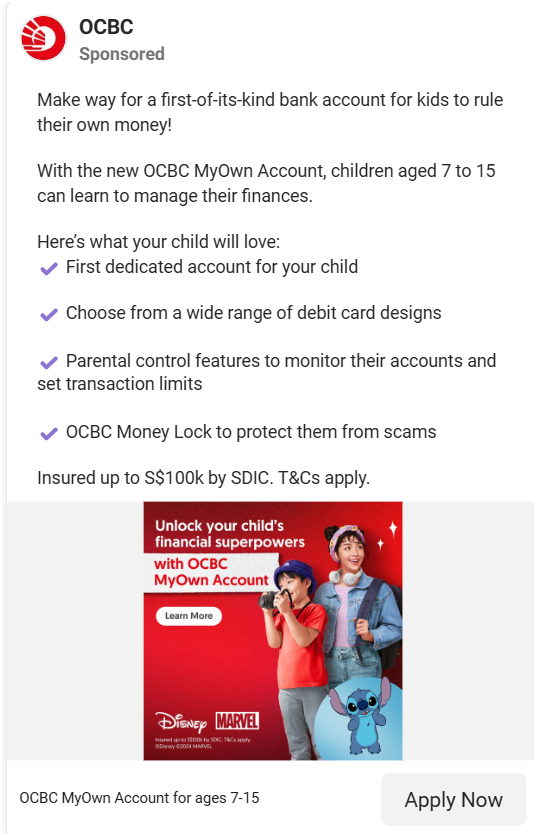 OCBC
Sponsored
Make way for a first-of-its-kind bank account for kids to rule
their own money!
With the new OCBC MyOwn Account, children aged 7 to 15
can learn to manage their finances.
Here’s what your child will love:
First dedicated account for your child
Choose from a wide range of debit card designs
Parental control features to monitor their accounts and
set transaction limits
OCBC Money Lock to protect them from scams
Insured up to S$100k by SDIC. T&Cs apply.
Unlock your child's
financial superpowers
with OCBC
MyOwn Account
Learn More
Disney MARVEL
Insured up to S$100k by SDIC. T&Cs apply.
©Disney ©2024 MARVEL
OCBC MyOwn Account for ages 7-15
Apply Now